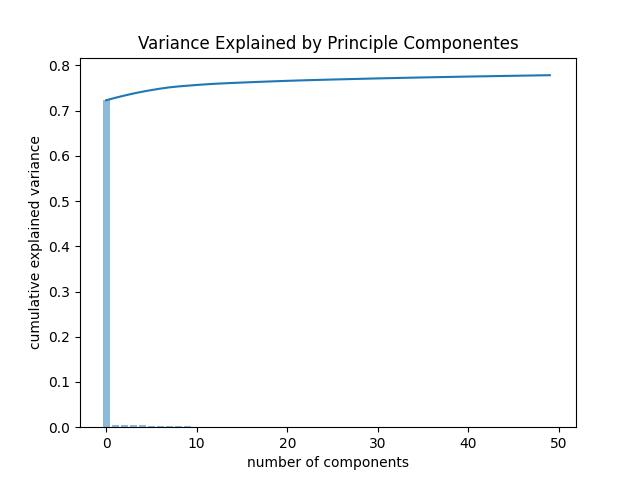 Variance Explained by Principle Componentes
cumulative explained variance
0.8
0.7
0.6
0.5
0.4
0.3
0.2
0.1
0.0
0 10 20 30 40 50
number of components